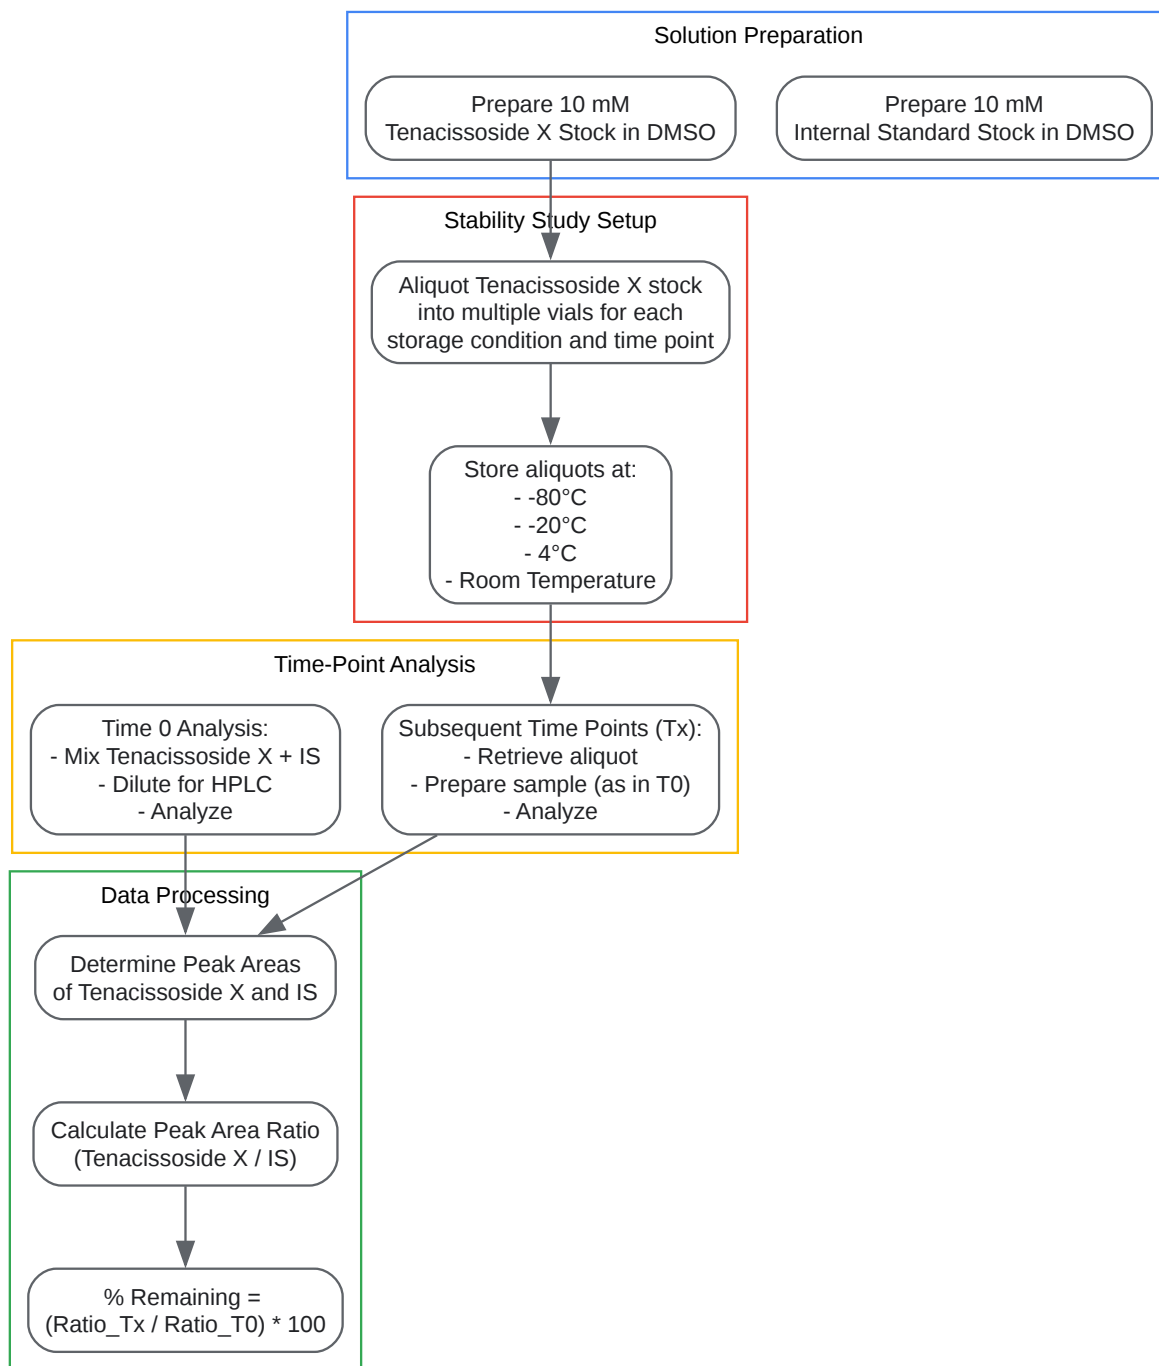 Solution Preparation
Prepare 10 mM
Tenacissoside X Stock in DMSO
Prepare 10 mM
Internal Standard Stock in DMSO
Stability Study Setup
Aliquot Tenacissoside X stock
into multiple vials for each
storage condition and time point
Store aliquots at:
- -80°C
- -20°C
- 4°C
- Room Temperature
Time-Point Analysis
Time 0 Analysis:
- Mix Tenacissoside X + IS
- Dilute for HPLC
- Analyze
Subsequent Time Points (Tx):
- Retrieve aliquot
- Prepare sample (as in T0)
- Analyze
Data Processing
Determine Peak Areas
of Tenacissoside X and IS
Calculate Peak Area Ratio
(Tenacissoside X / IS)
% Remaining =
(Ratio_Tx / Ratio_T0) * 100